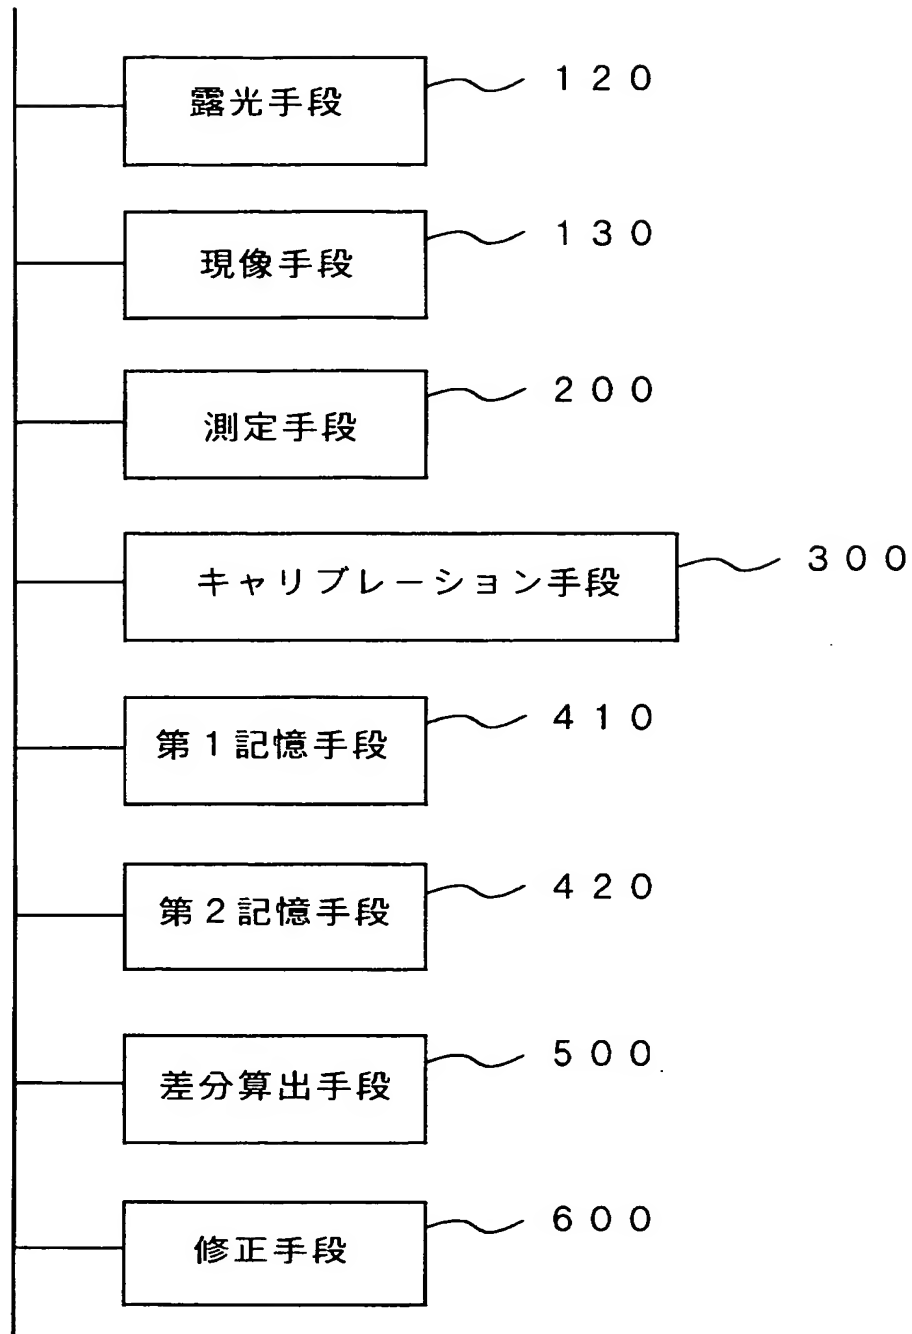 露光手段 １２０
現像手段 １３０
測定手段 ２００
キャリブレーション手段 ３００
第１記憶手段 ４１０
第２記憶手段 ４２０
差分算出手段 ５００
修正手段 ６００